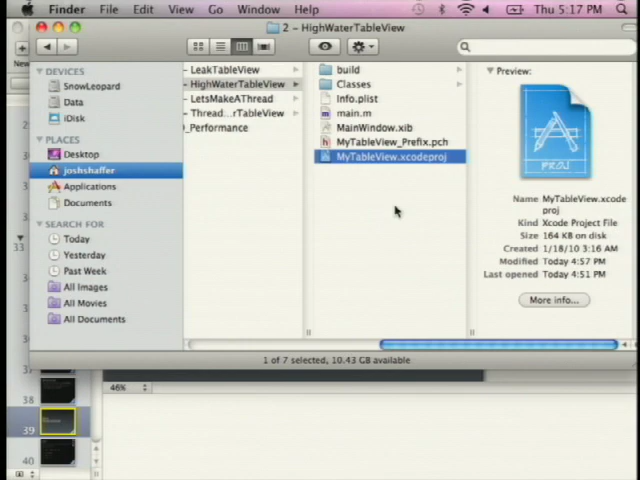 Finder File Edit View Go Window Help Thu 5:17 PM
2 – HighWaterTableView
New
DEVICES
SnowLeopard
Data
iDisk
PLACES
Desktop
joshshaffer
Applications
Documents
SEARCH FOR
Today
Yesterday
Past Week
All Images
All Movies
All Documents
LeakTableView
HighWaterTableView
LetsMakeAThread
Thread...rTableView
_Performance
build
Classes
Info.plist
main.m
MainWindow.xib
MyTableView_Prefix.pch
MyTableView.xcodeproj
Preview:
PROJ
Name MyTableView.xcode
proj
Kind Xcode Project File
Size 164 KB on disk
Created 1/18/10 3:16 AM
Modified Today 4:57 PM
Last opened Today 4:51 PM
More info...
1 of 7 selected, 10.43 GB available
33
38
39
40
46%